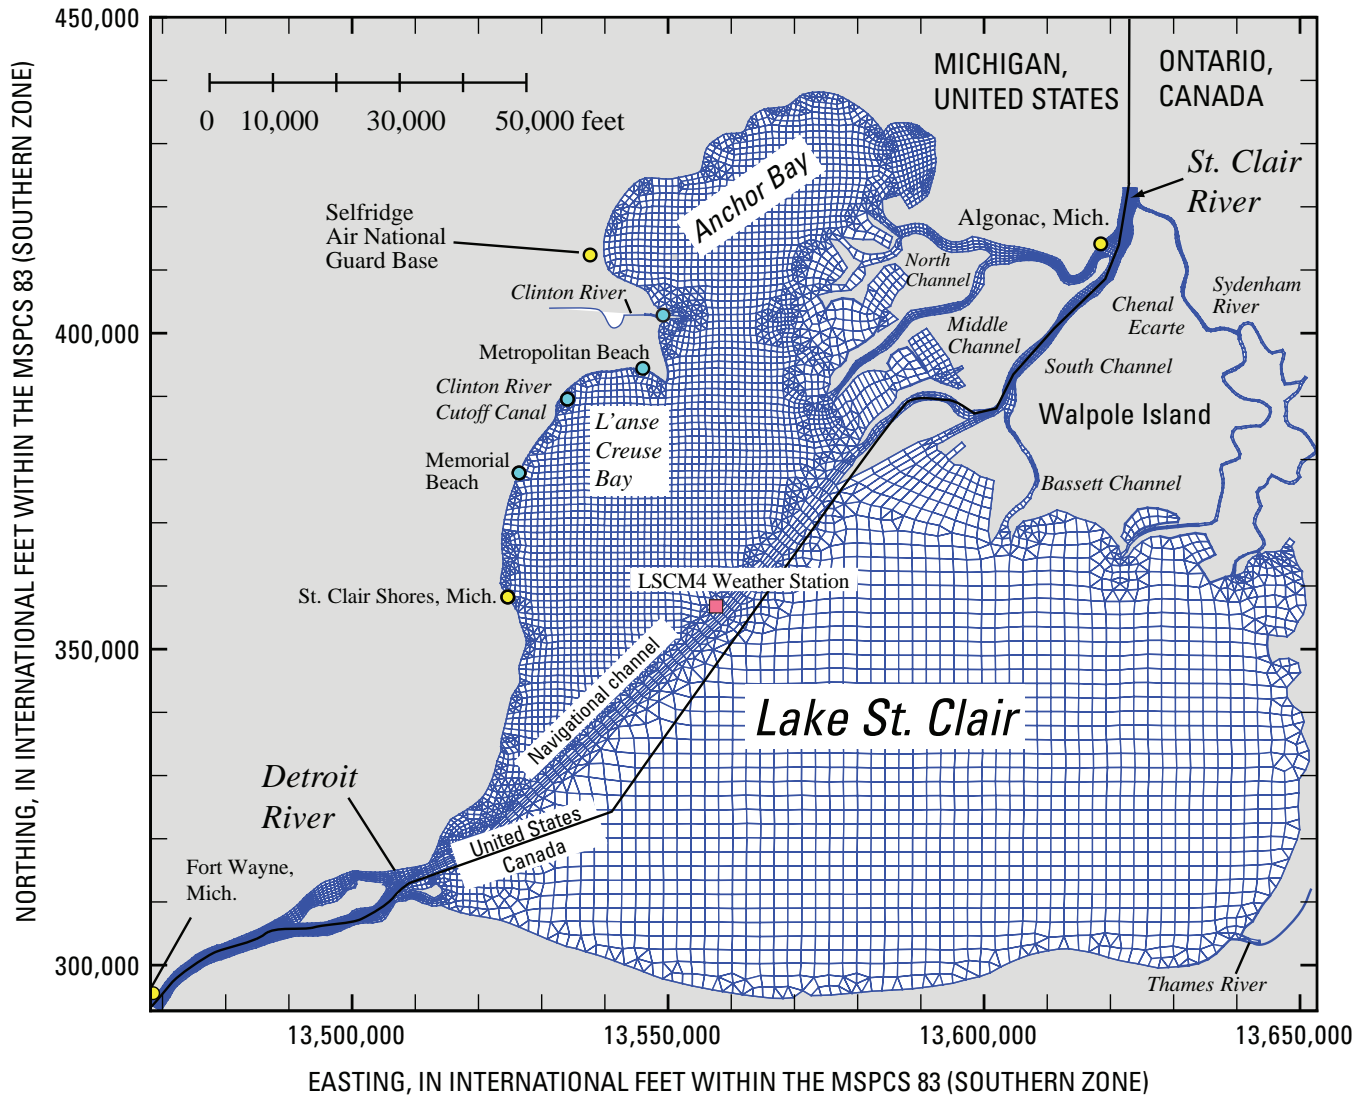 NORTHING, IN INTERNATIONAL FEET WITHIN THE MSPCS 83 (SOUTHERN ZONE)
450,000
400,000
350,000
300,000
0 10,000 30,000 50,000 feet
MICHIGAN,
UNITED STATES
ONTARIO,
CANADA
St. Clair
River
Anchor Bay
Algonac, Mich.
Selfridge
Air National
Guard Base
North
Channel
Clinton River
Chenal
Ecarte
Sydenham
River
Middle
Channel
Metropolitan Beach
South Channel
Clinton River
Cutoff Canal
L'anse
Creuse
Bay
Walpole Island
Memorial
Beach
Bassett Channel
LSCM4 Weather Station
St. Clair Shores, Mich.
Navigational channel
Lake St. Clair
Detroit
River
United States
Canada
Fort Wayne,
Mich.
Thames River
13,500,000 13,550,000 13,600,000 13,650,000
EASTING, IN INTERNATIONAL FEET WITHIN THE MSPCS 83 (SOUTHERN ZONE)